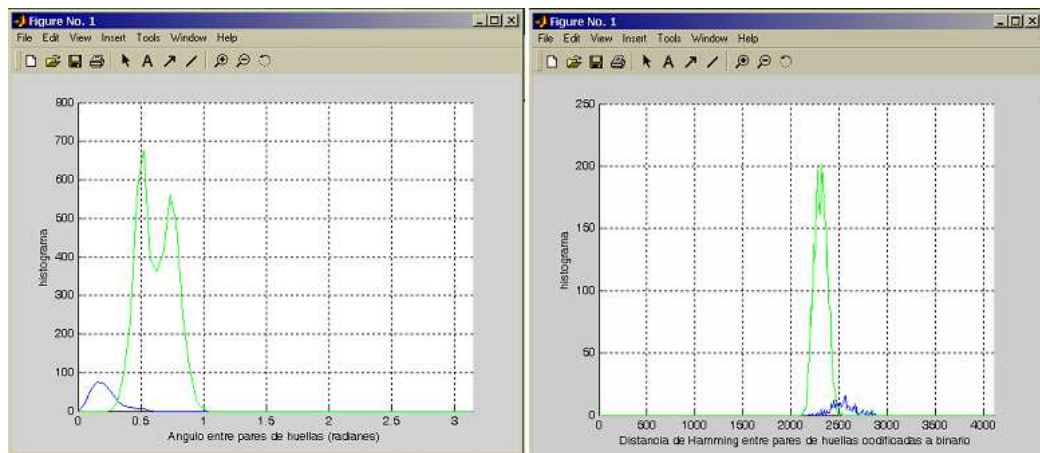 Figure No. 1
File Edit View Insert Tools Window Help
800
700
600
500
400
300
200
100
0
histograma
0 0.5 1 1.5 2 2.5 3
Angulo entre pares de huellas (radianes)
Figure No. 1
File Edit View Insert Tools Window Help
250
200
150
100
50
0
histograma
0 500 1000 1500 2000 2500 3000 3500 4000
Distancia de Hamming entre pares de huellas codificadas a binario